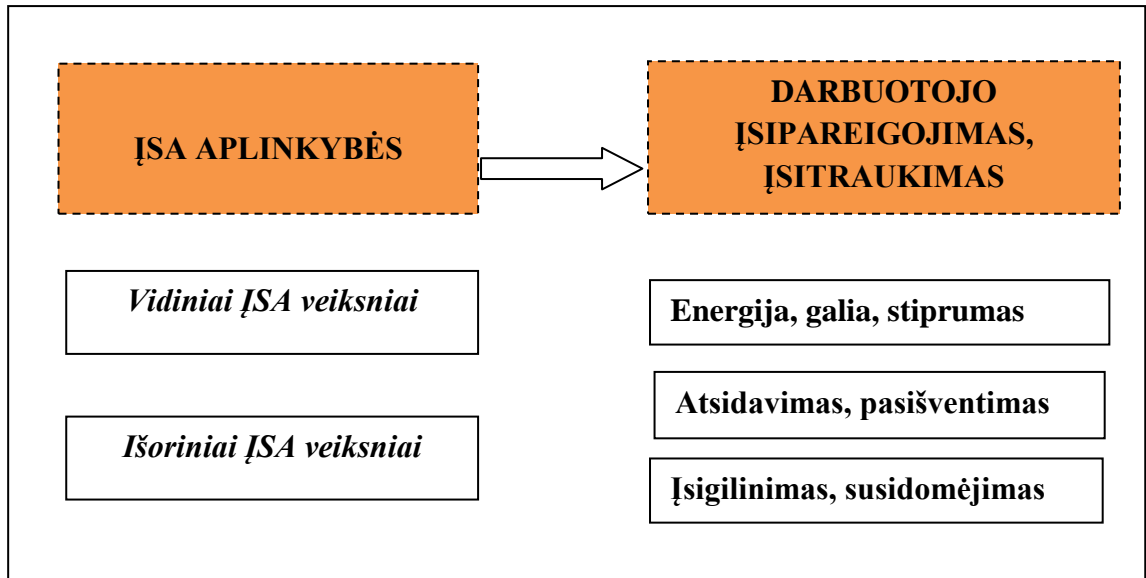 ĮSA APLINKYBĖS
DARBUOTOJO
ĮSIPAREIGOJIMAS,
ĮSITRAUKIMAS
Vidiniai ĮSA veiksniai
Išoriniai ĮSA veiksniai
Energija, galia, stiprumas
Atsidavimas, pasišventimas
Įsigilinimas, susidomėjimas